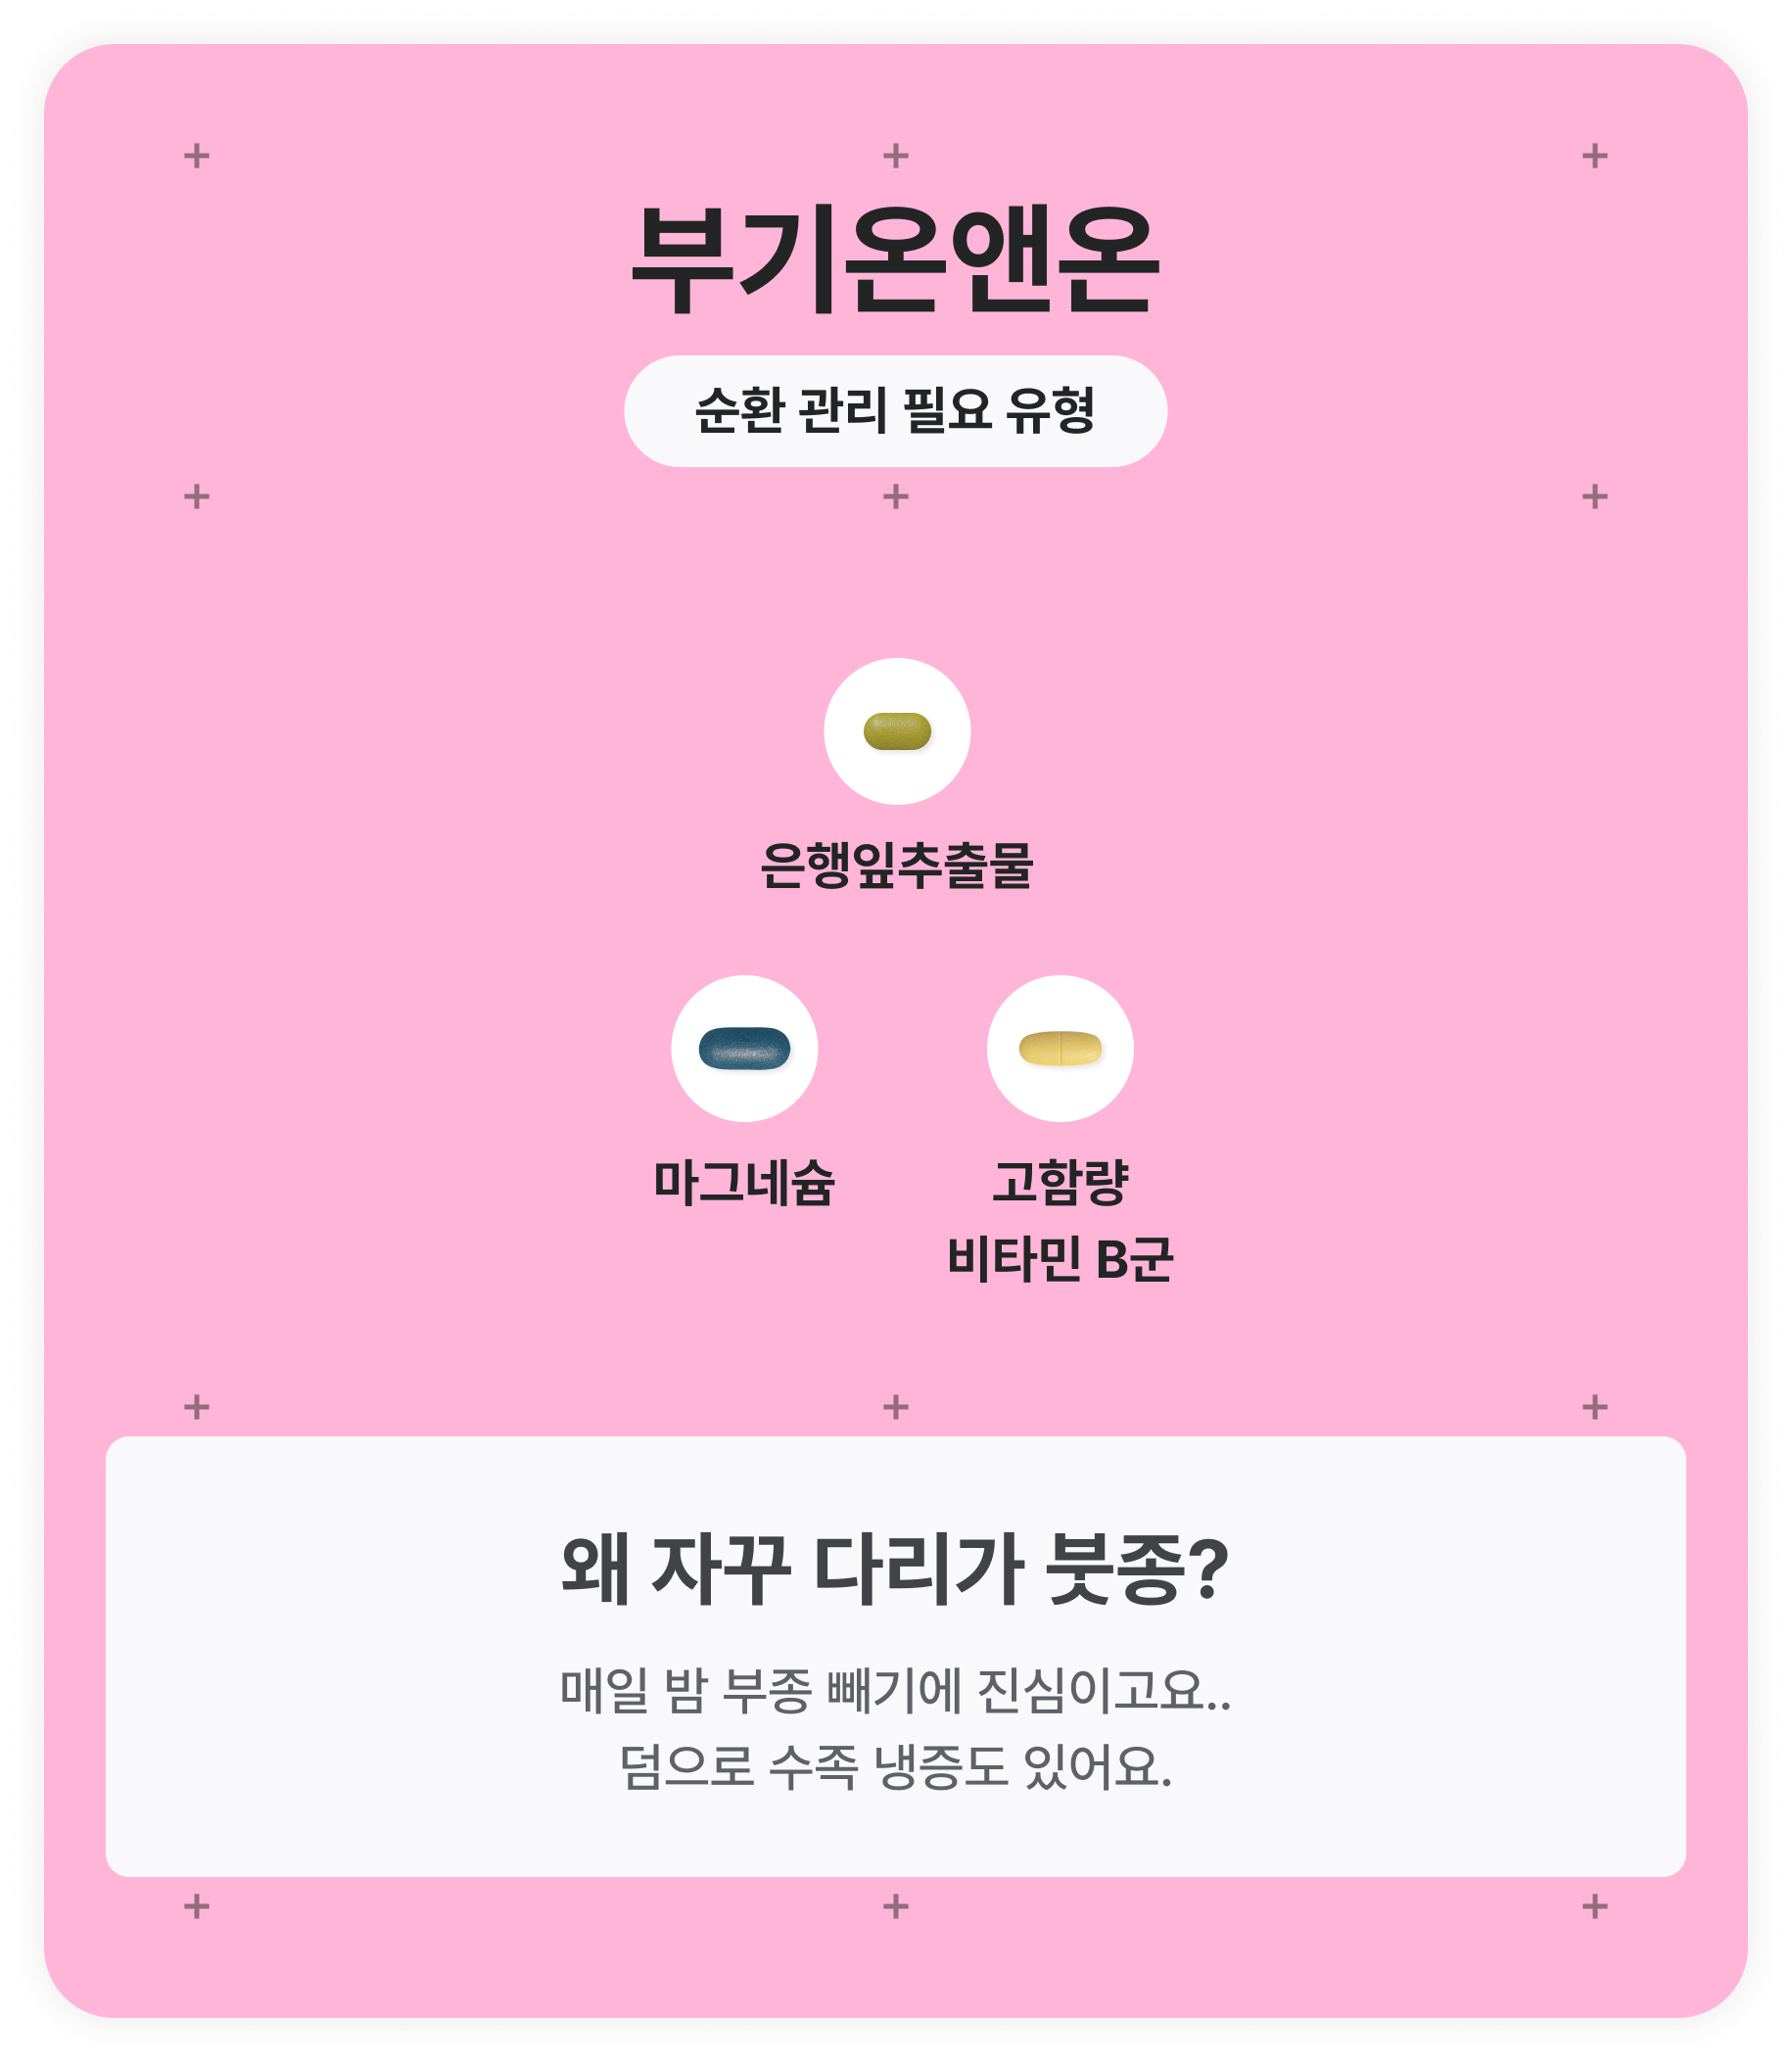 부기온앤온
순환 관리 필요 유형
은행잎추출물
마그네슘
고함량
비타민 B군
왜 자꾸 다리가 붓종?
매일 밤 부종 빼기에 진심이고요..
덤으로 수족 냉증도 있어요.